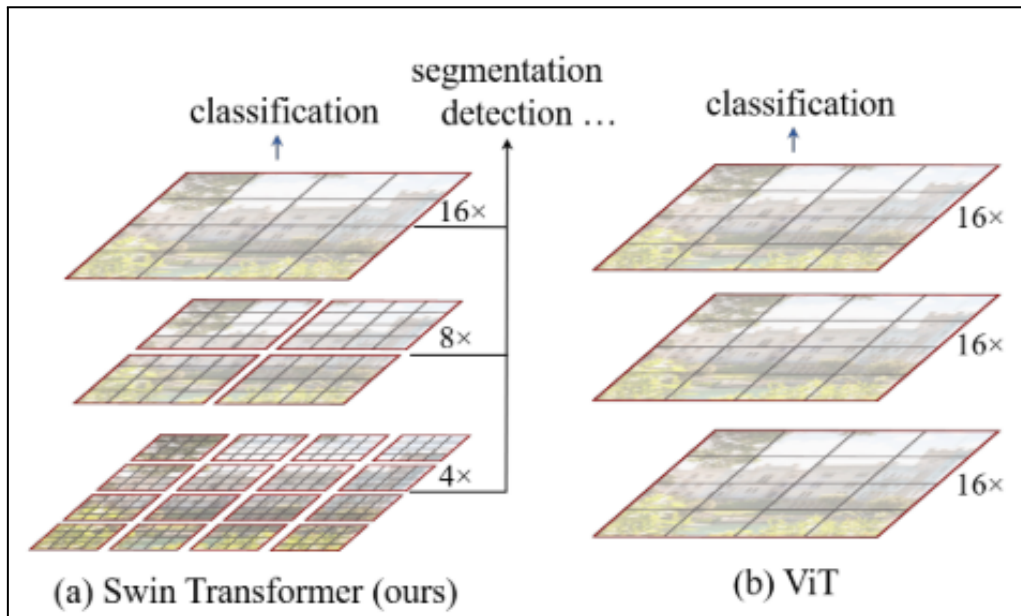 segmentation
classification
detection ...
classification
16×
16×
8×
16×
4×
16×
(a) Swin Transformer (ours)
(b) ViT